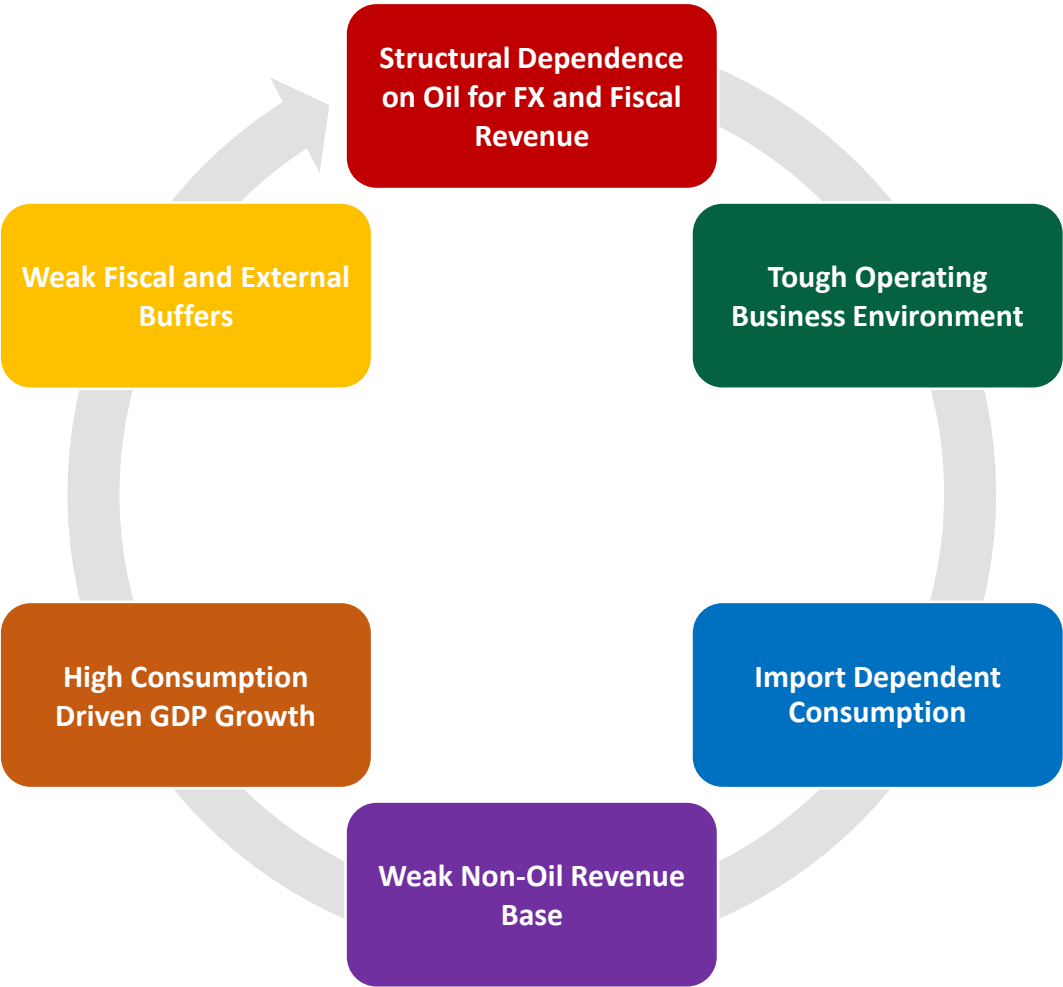 Structural Dependence
on Oil for FX and Fiscal
Revenue
Tough Operating
Business Environment
Import Dependent
Consumption
Weak Non-Oil Revenue
Base
High Consumption
Driven GDP Growth
Weak Fiscal and External
Buffers